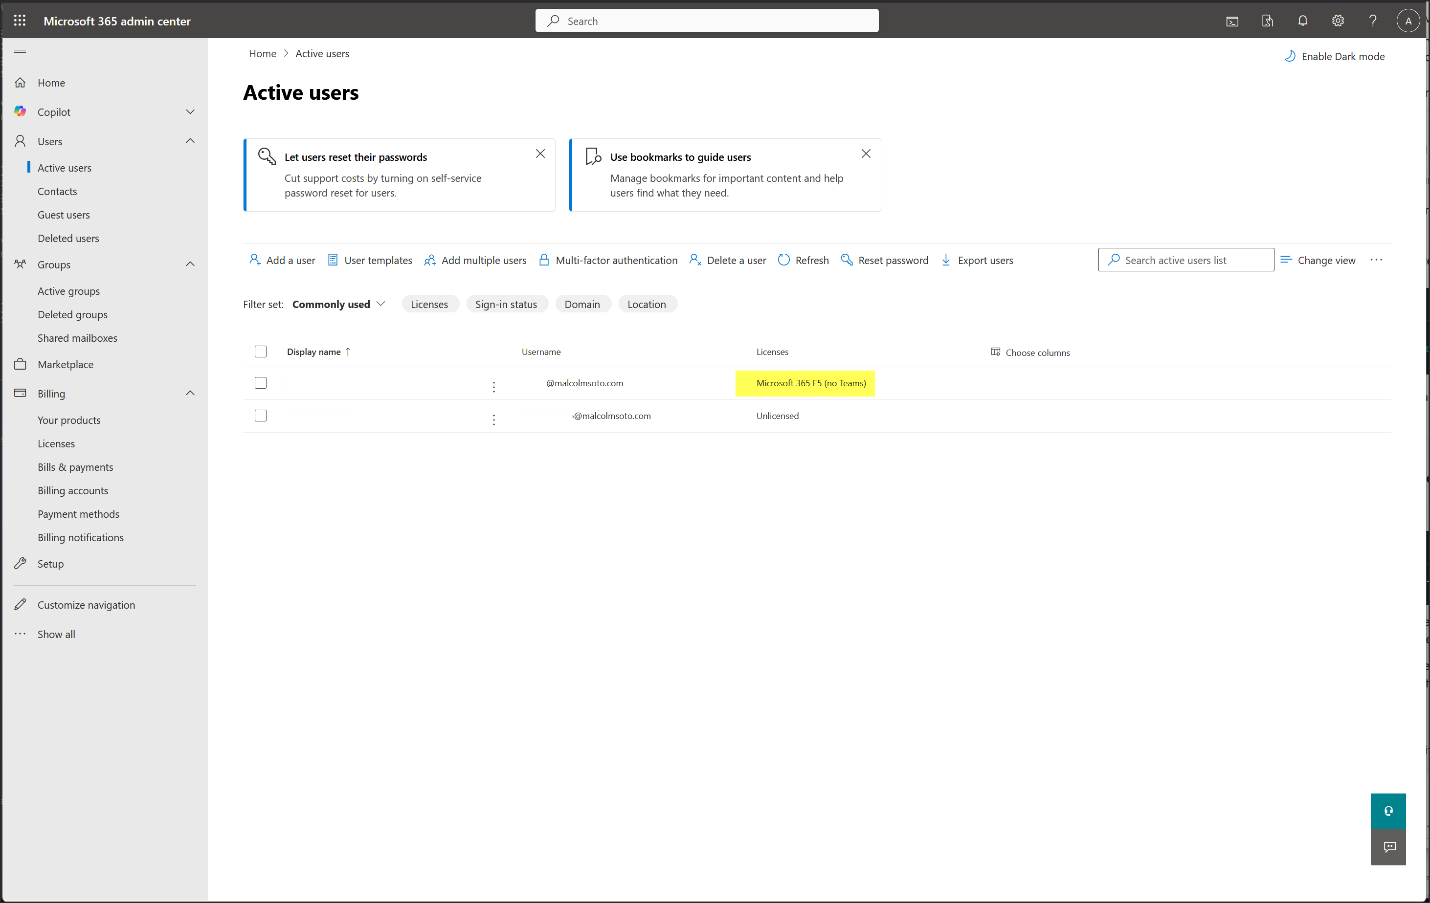 Microsoft 365 admin center
Search
A
Home > Active users
Enable Dark mode
Active users
Home
Copilot
Users
Active users
Contacts
Guest users
Deleted users
Groups
Active groups
Deleted groups
Shared mailboxes
Marketplace
Billing
Your products
Licenses
Bills & payments
Billing accounts
Payment methods
Billing notifications
Setup
Customize navigation
Show all
Let users reset their passwords
Cut support costs by turning on self-service
password reset for users.
Use bookmarks to guide users
Manage bookmarks for important content and help
users find what they need.
Add a user User templates Add multiple users Multi-factor authentication Delete a user Refresh Reset password Export users Search active users list Change view
Filter set: Commonly used Licenses Sign-in status Domain Location
Display name ↑ Username Licenses Choose columns
@malcolmsoto.com Microsoft 365 E5 (no Teams)
@malcolmsoto.com Unlicensed